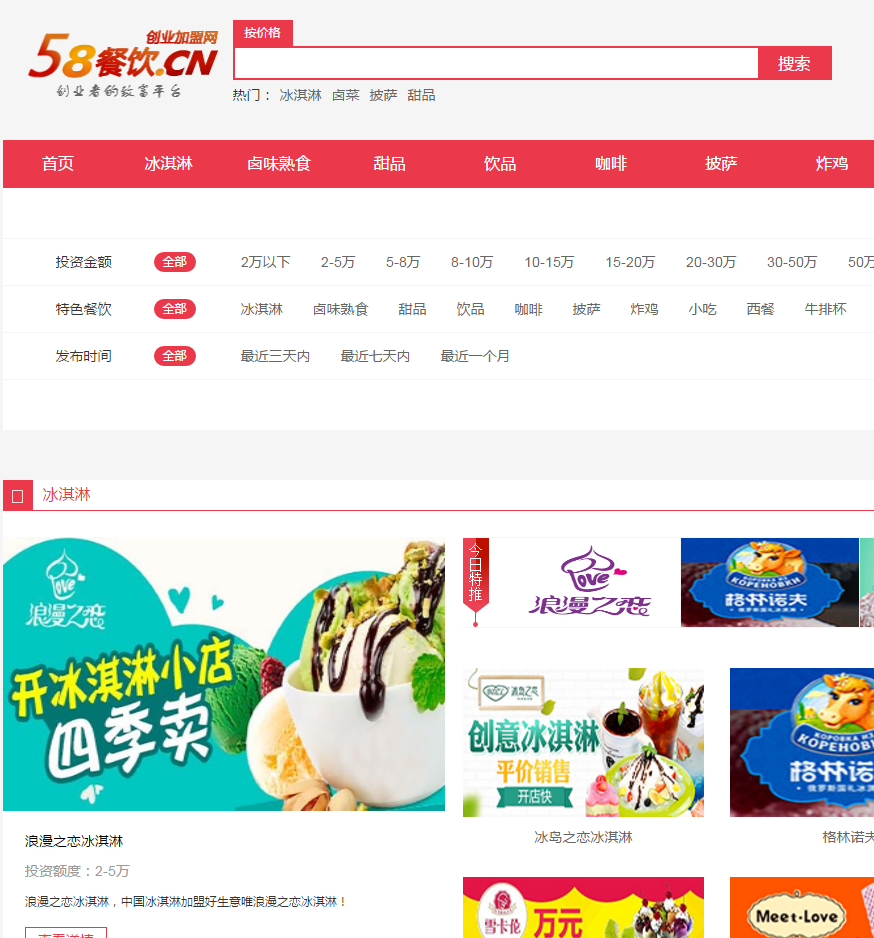 创业加盟网
58餐饮.CN
创业者的致富平台
按价格
搜索
热门： 冰淇淋 卤菜 披萨 甜品
首页 冰淇淋 卤味熟食 甜品 饮品 咖啡 披萨 炸鸡
投资金额 全部 2万以下 2-5万 5-8万 8-10万 10-15万 15-20万 20-30万 30-50万 50万
特色餐饮 全部 冰淇淋 卤味熟食 甜品 饮品 咖啡 披萨 炸鸡 小吃 西餐 牛排杯
发布时间 全部 最近三天内 最近七天内 最近一个月
冰淇淋
Love
浪漫之恋
开冰淇淋小店
四季卖
浪漫之恋冰淇淋
投资额度：2-5万
浪漫之恋冰淇淋，中国冰淇淋加盟好生意唯浪漫之恋冰淇淋！
查看详情
今日特推
Love
浪漫之恋
КОРЕНОВКИ
格林诺夫
冰岛之恋
创意冰淇淋
平价销售
开店快
冰岛之恋冰淇淋
КОРОВКА ИЗ
КОРЕНОВ
格林诺
格林诺夫
雪卡伦
万元
Meet·Love